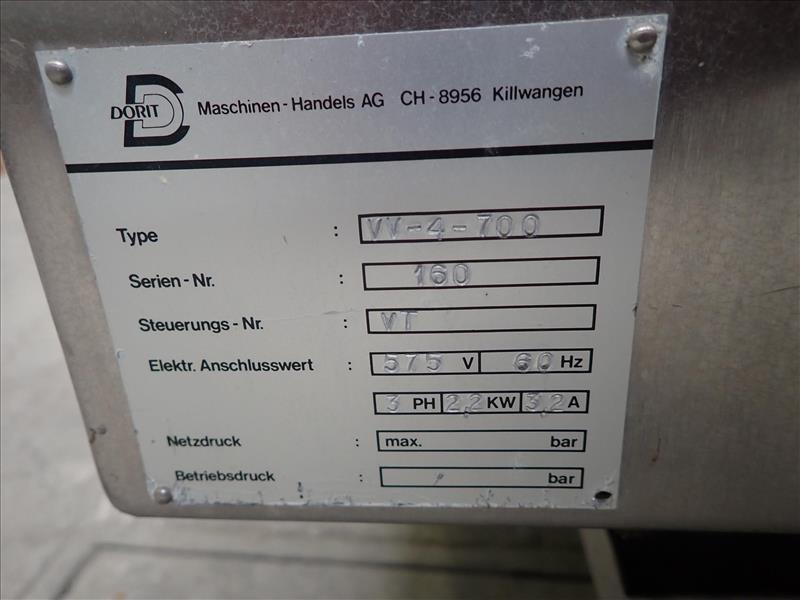 DORIT Maschinen-Handels AG CH-8956 Killwangen
Type : VV-4-700
Serien-Nr. : 160
Steuerungs-Nr. : VT
Elektr. Anschlusswert : 575 V 60 Hz
3 PH 2,2 KW 3,2 A
Netzdruck : max. bar
Betriebsdruck : bar